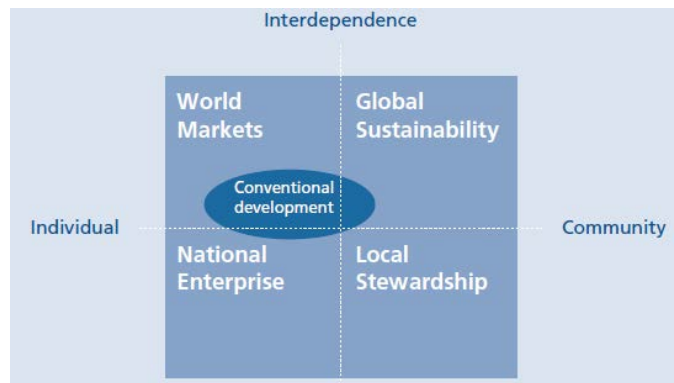 Interdependence
World
Markets
Global
Sustainability
Conventional
development
Individual
Community
National
Enterprise
Local
Stewardship